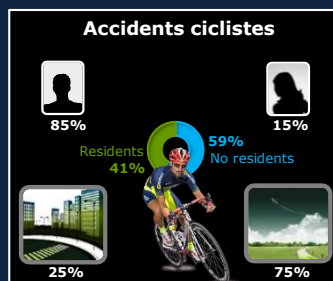 Accidents ciclistes
85%
15%
Residents
41%
59%
No residents
25%
75%